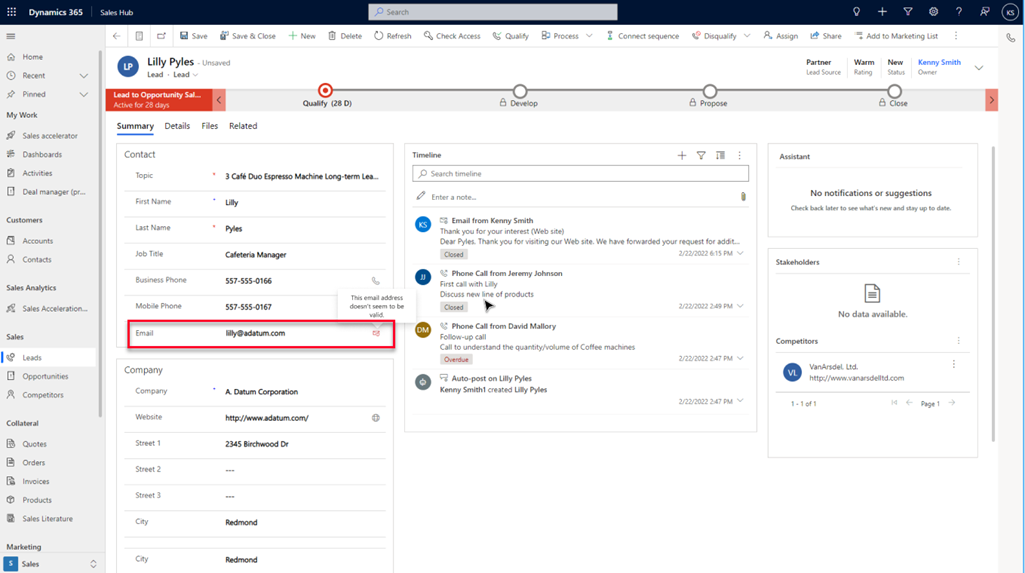 Dynamics 365
Sales Hub
Search
KS
Save
Save & Close
New
Delete
Refresh
Check Access
Qualify
Process
Connect sequence
Disqualify
Assign
Share
Add to Marketing List
Home
Recent
Pinned
My Work
Sales accelerator
Dashboards
Activities
Deal manager (pr...
Customers
Accounts
Contacts
Sales Analytics
Sales Acceleration...
Sales
Leads
Opportunities
Competitors
Collateral
Quotes
Orders
Invoices
Products
Sales Literature
Marketing
S
Sales
LP
Lilly Pyles - Unsaved
Lead · Lead
Partner
Lead Source
Warm
Rating
New
Status
Kenny Smith
Owner
Lead to Opportunity Sal...
Active for 28 days
Qualify (28 D)
Develop
Propose
Close
Summary
Details
Files
Related
Contact
Topic * 3 Café Duo Espresso Machine Long-term Lea...
First Name * Lilly
Last Name * Pyles
Job Title Cafeteria Manager
Business Phone 557-555-0166
Mobile Phone 557-555-0167
This email address
doesn't seem to be
valid.
Email lilly@adatum.com
Company
Company * A. Datum Corporation
Website http://www.adatum.com/
Street 1 2345 Birchwood Dr
Street 2 ---
Street 3 ---
City Redmond
City Redmond
Timeline
Search timeline
Enter a note...
KS
Email from Kenny Smith
Thank you for your interest (Web site)
Dear Pyles. Thank you for visiting our Web site. We have forwarded your request for addit...
Closed
2/22/2022 6:15 PM
JJ
Phone Call from Jeremy Johnson
First call with Lilly
Discuss new line of products
Closed
2/22/2022 2:49 PM
DM
Phone Call from David Mallory
Follow-up call
Call to understand the quantity/volume of Coffee machines
Overdue
2/22/2022 2:47 PM
Auto-post on Lilly Pyles
Kenny Smith1 created Lilly Pyles
2/22/2022 2:47 PM
Assistant
No notifications or suggestions
Check back later to see what's new and stay up to date.
Stakeholders
No data available.
Competitors
VL
VanArsdel. Ltd.
http://www.vanarsdelltd.com
1 - 1 of 1
Page 1